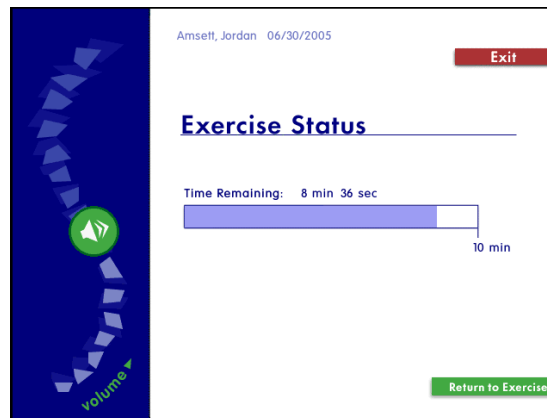 Amsett, Jordan 06/30/2005
Exit
Exercise Status
Time Remaining: 8 min 36 sec
10 min
volume
Return to Exercise